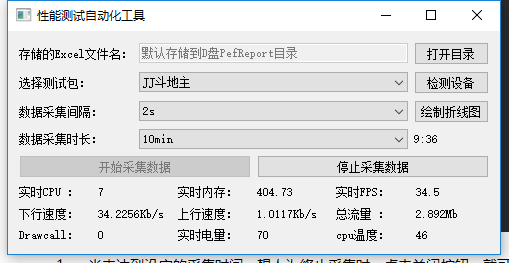 性能测试自动化工具
存储的Excel文件名： 默认存储到D盘PefReport目录 打开目录
选择测试包： JJ斗地主 检测设备
数据采集间隔： 2s 绘制折线图
数据采集时长： 10min 9:36
开始采集数据 停止采集数据
实时CPU： 7 实时内存： 404.73 实时FPS： 34.5
下行速度： 34.2256Kb/s 上行速度： 1.0117Kb/s 总流量： 2.892Mb
Drawcall： 0 实时电量： 70 cpu温度： 46